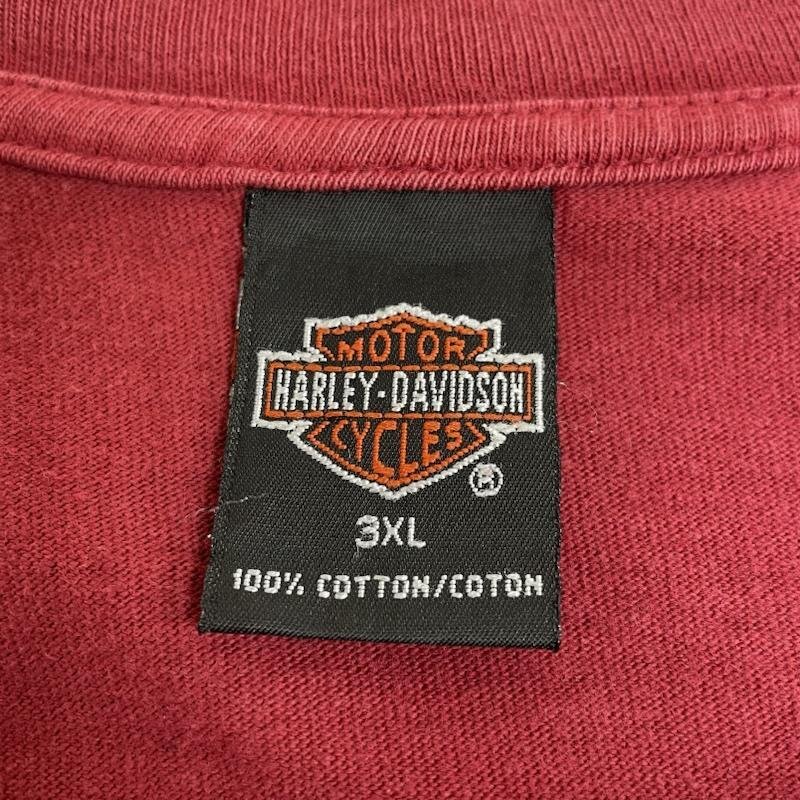 MOTOR
HARLEY-DAVIDSON
CYCLES
®
3XL
100% COTTON/COTON